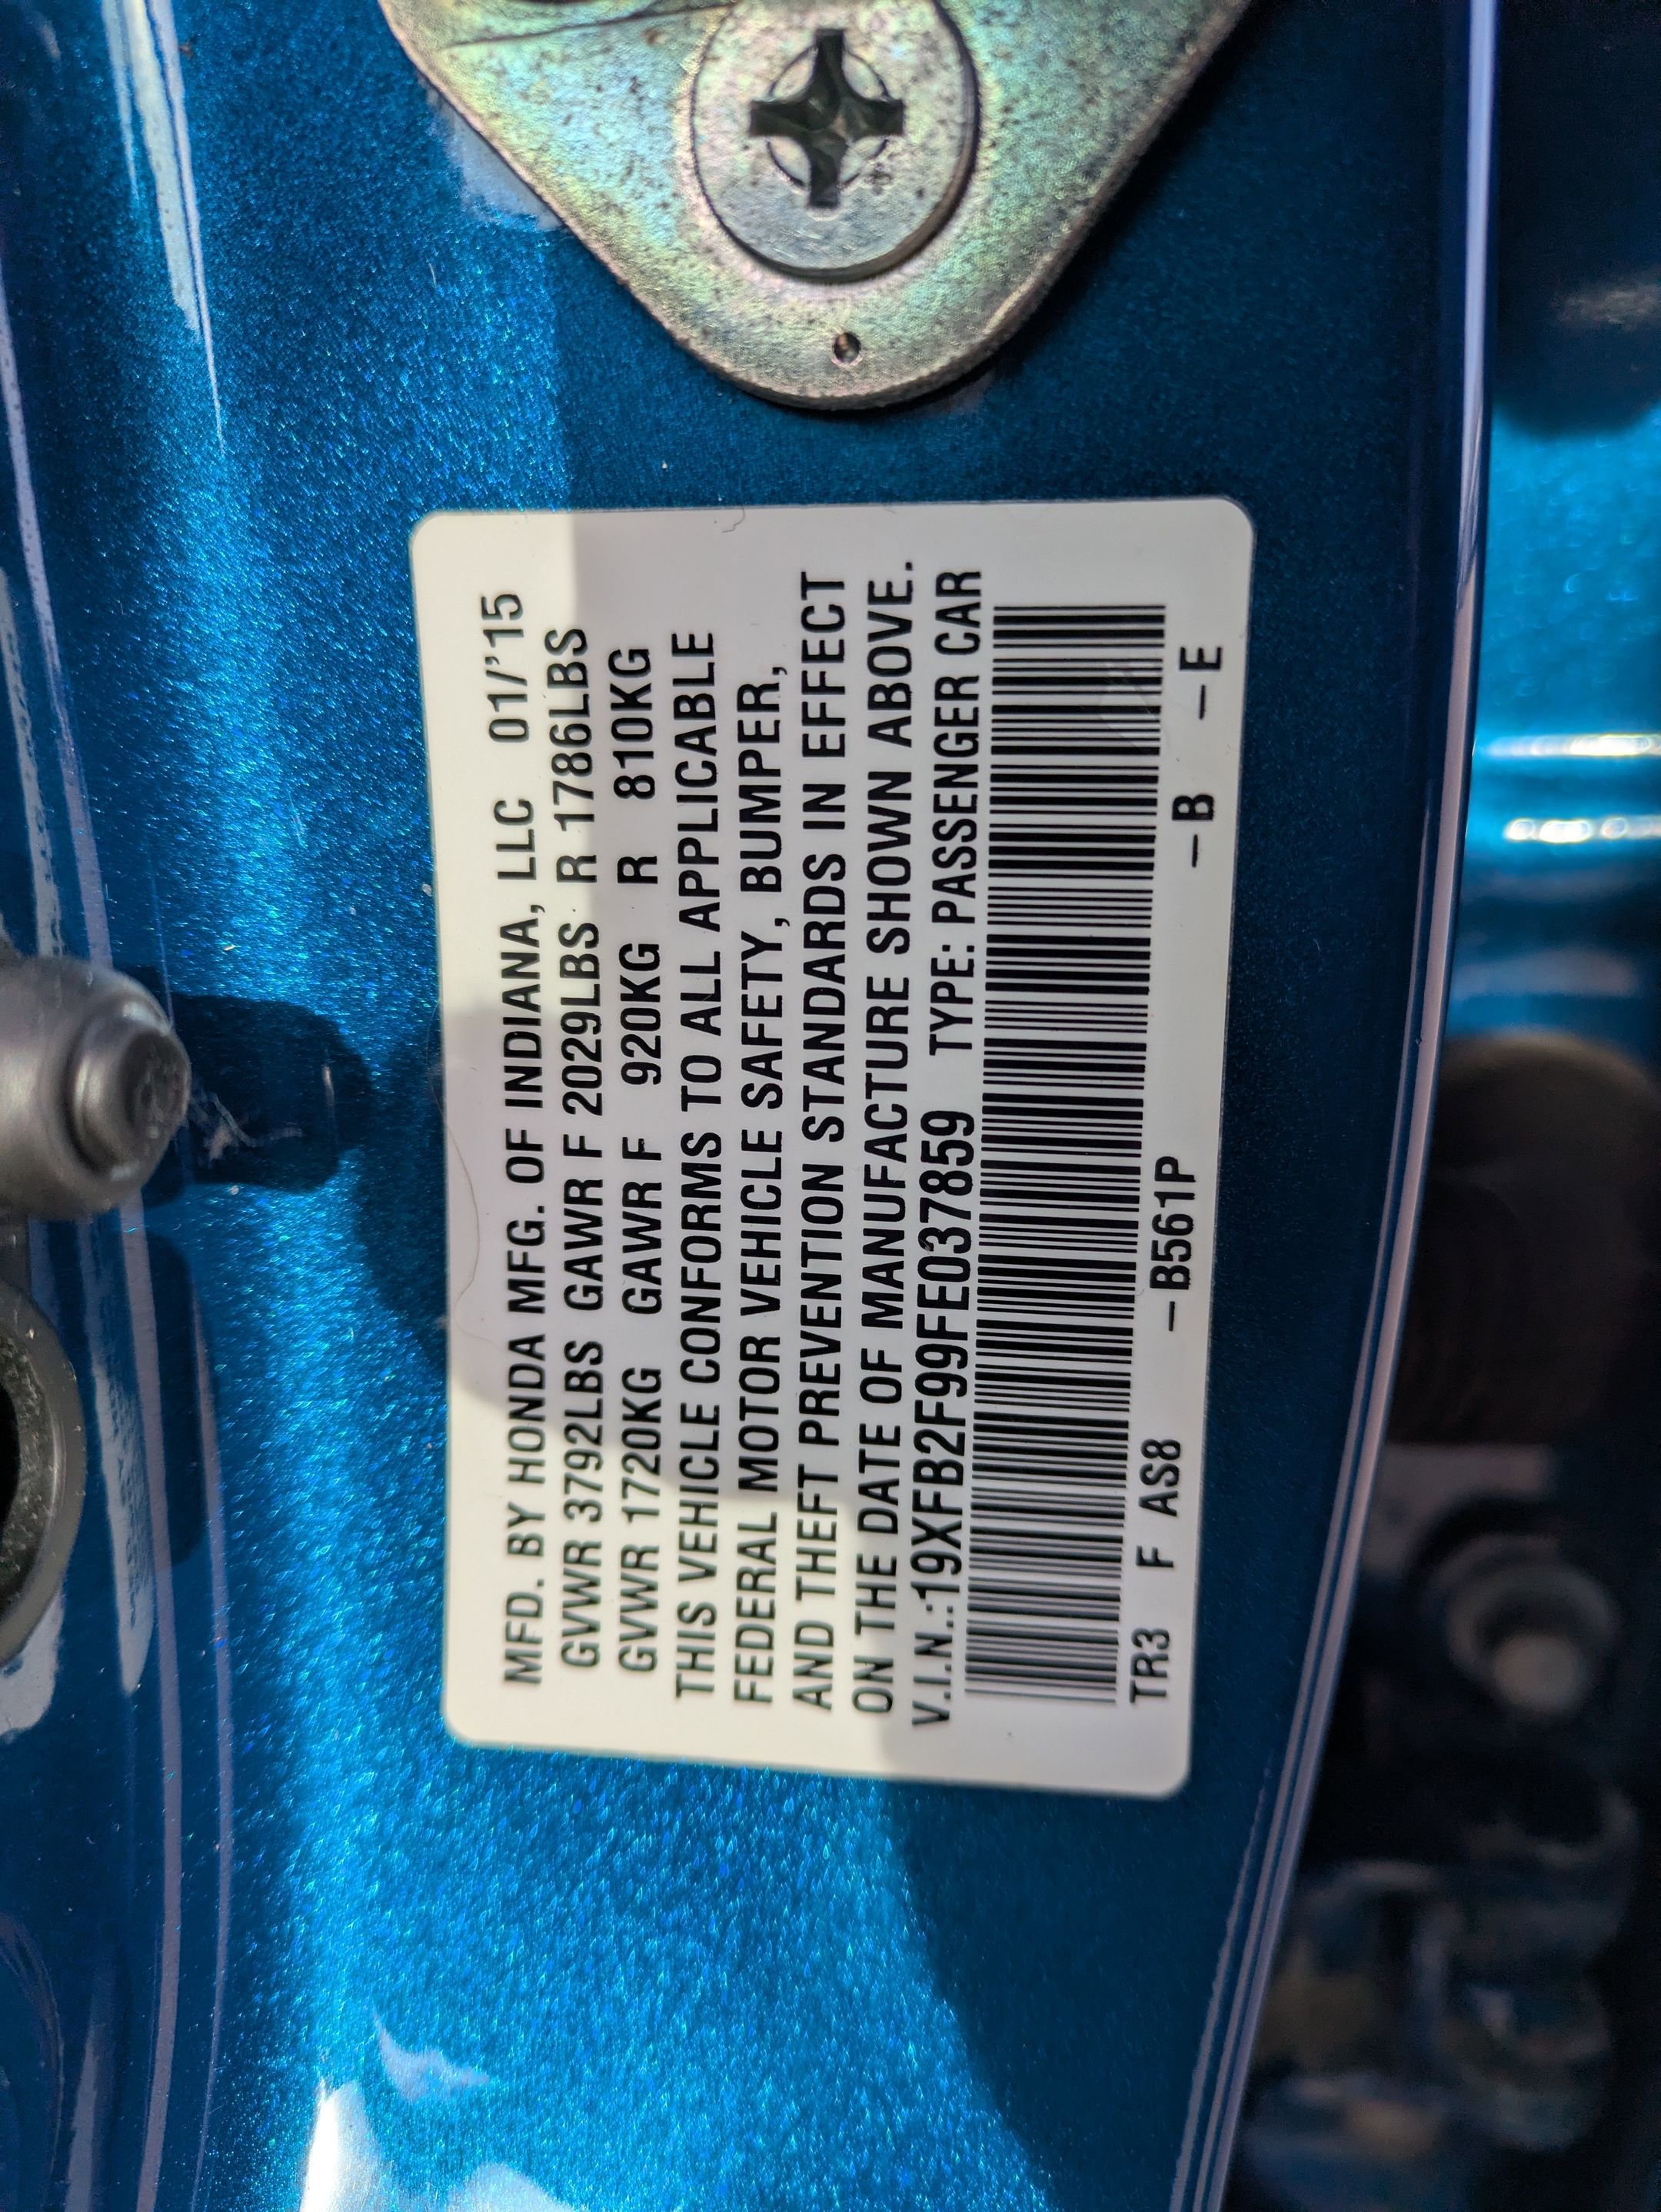 MFD. BY HONDA MFG. OF INDIANA, LLC 01/'15
GVWR 3792LBS GAWR F 2029LBS R 1786LBS
GVWR 1720KG GAWR F 920KG R 810KG
THIS VEHICLE CONFORMS TO ALL APPLICABLE
FEDERAL MOTOR VEHICLE SAFETY, BUMPER,
AND THEFT PREVENTION STANDARDS IN EFFECT
ON THE DATE OF MANUFACTURE SHOWN ABOVE.
V.I.N.:19XFB2F99FE037859 TYPE: PASSENGER CAR
TR3 F AS8 –B561P –B –E